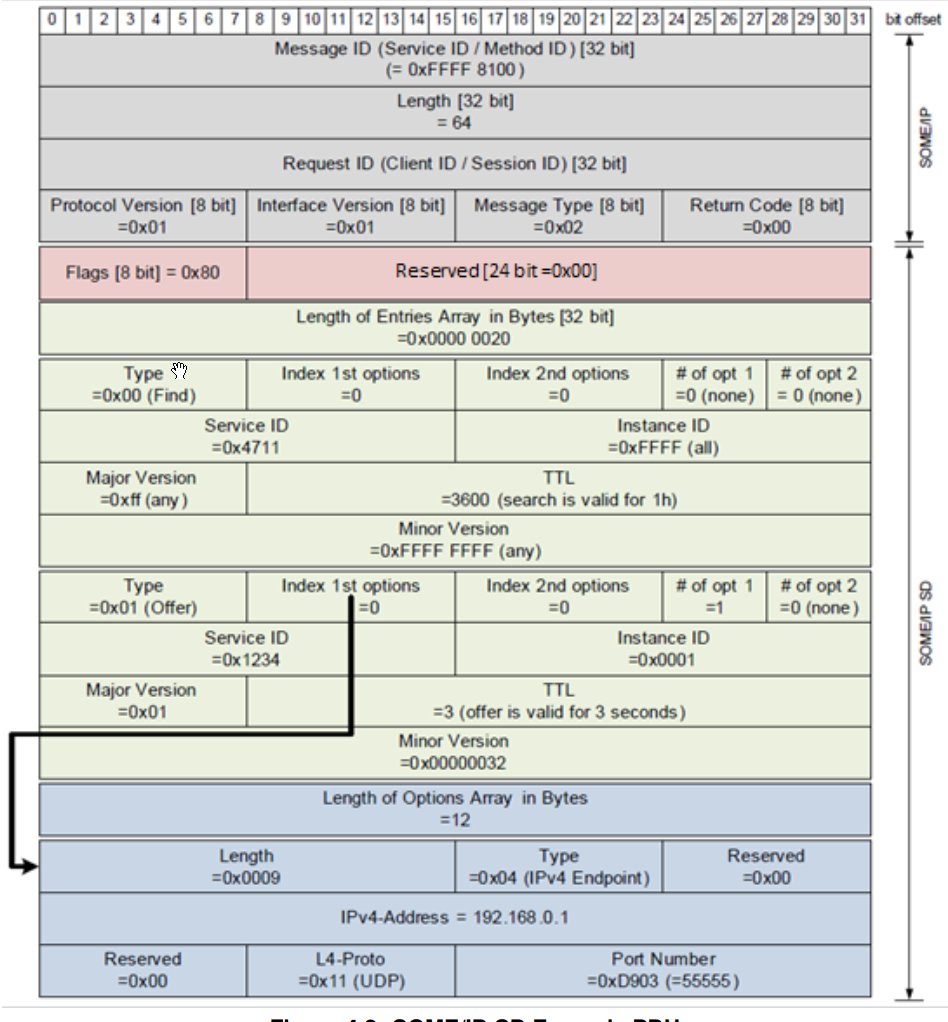 0 1 2 3 4 5 6 7 8 9 10 11 12 13 14 15 16 17 18 19 20 21 22 23 24 25 26 27 28 29 30 31 bit offset
Message ID (Service ID / Method ID) [32 bit]
(= 0xFFFF 8100)
Length [32 bit]
= 64
SOME/IP
Request ID (Client ID / Session ID) [32 bit]
Protocol Version [8 bit] Interface Version [8 bit] Message Type [8 bit] Return Code [8 bit]
=0x01 =0x01 =0x02 =0x00
Flags [8 bit] = 0x80 Reserved [24 bit =0x00]
Length of Entries Array in Bytes [32 bit]
=0x0000 0020
Type Index 1st options Index 2nd options # of opt 1 # of opt 2
=0x00 (Find) =0 =0 =0 (none) = 0 (none)
Service ID Instance ID
=0x4711 =0xFFFF (all)
Major Version TTL
=0xff (any) =3600 (search is valid for 1h)
Minor Version
=0xFFFF FFFF (any)
Type Index 1st options Index 2nd options # of opt 1 # of opt 2
=0x01 (Offer) =0 =0 =1 =0 (none)
SOME/IP SD
Service ID Instance ID
=0x1234 =0x0001
Major Version TTL
=0x01 =3 (offer is valid for 3 seconds)
Minor Version
=0x00000032
Length of Options Array in Bytes
=12
Length Type Reserved
=0x0009 =0x04 (IPv4 Endpoint) =0x00
IPv4-Address = 192.168.0.1
Reserved L4-Proto Port Number
=0x00 =0x11 (UDP) =0xD903 (=55555)